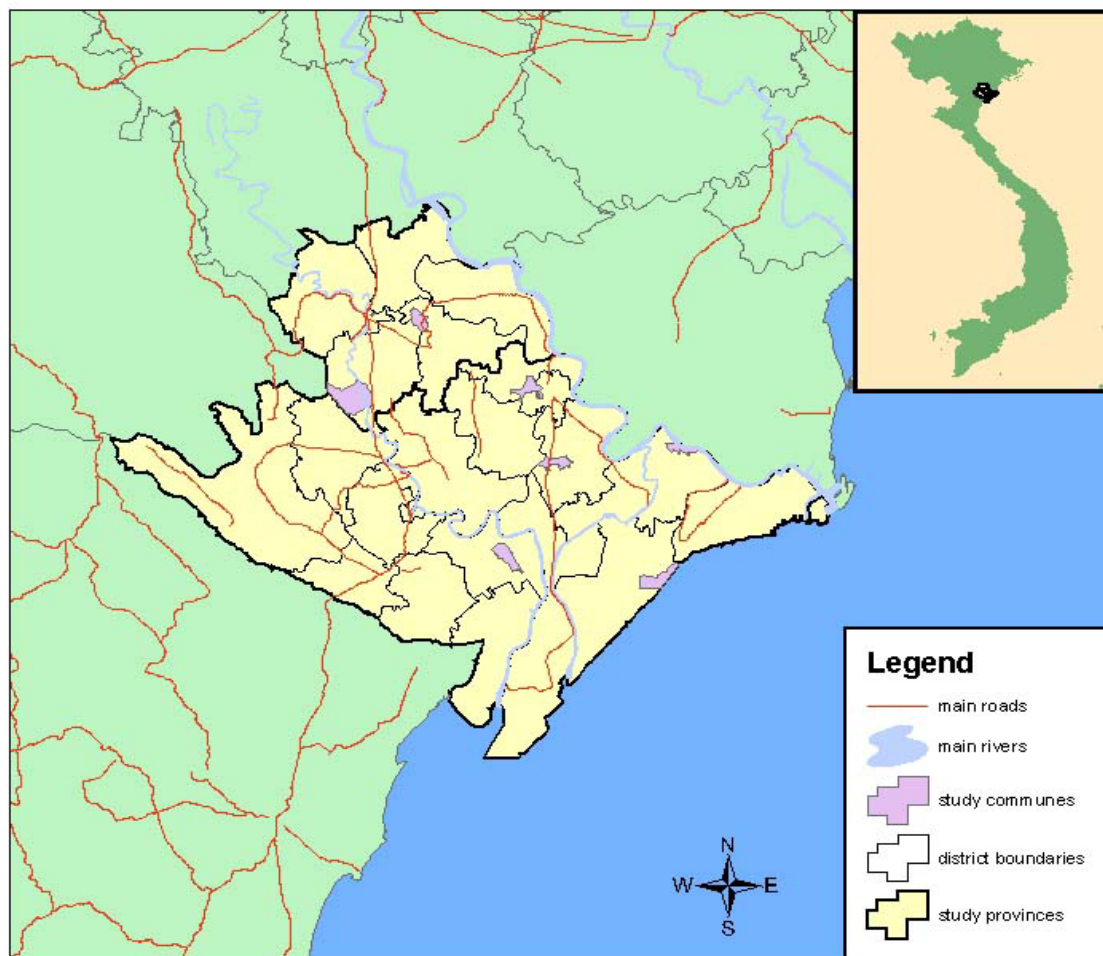 Legend
main roads
main rivers
study communes
district boundaries
study provinces
N
W E
S